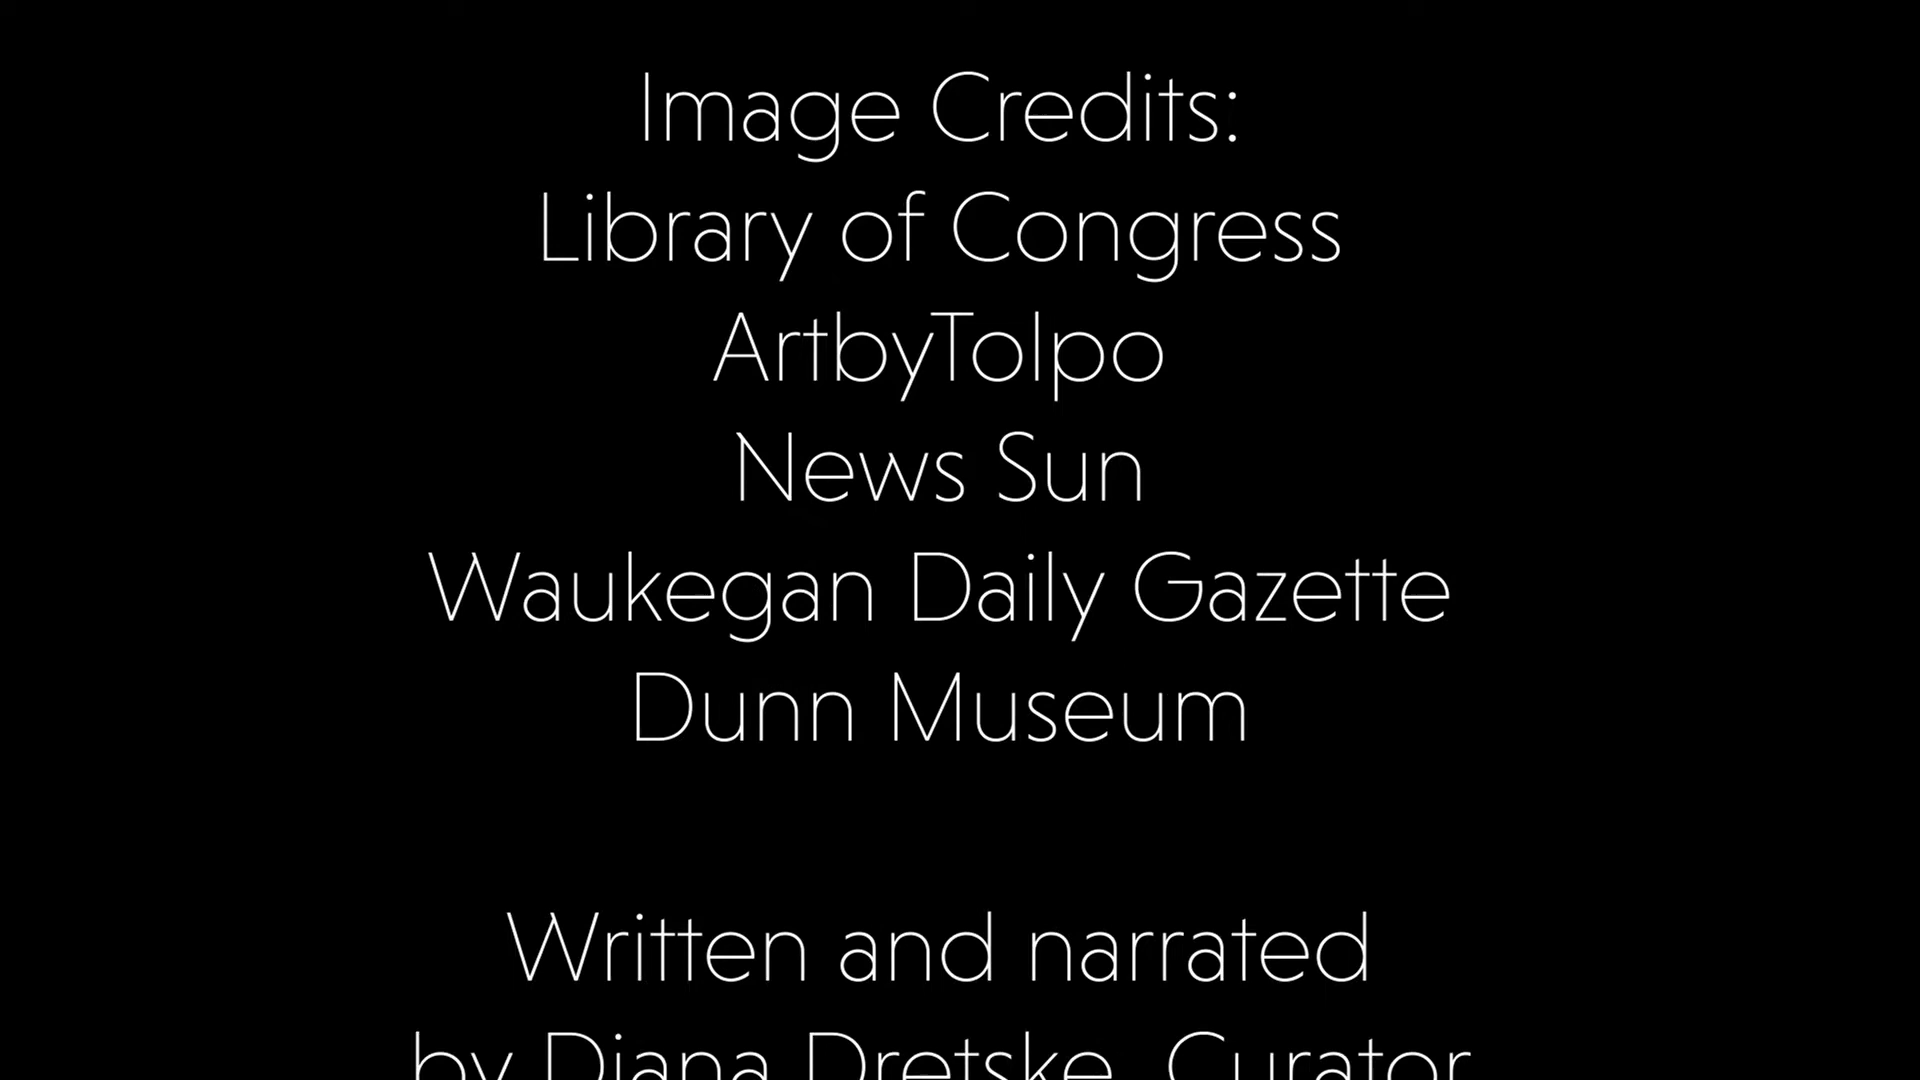 Image Credits:
Library of Congress
ArtbyTolpo
News Sun
Waukegan Daily Gazette
Dunn Museum
Written and narrated
by Diana Dretske, Curator